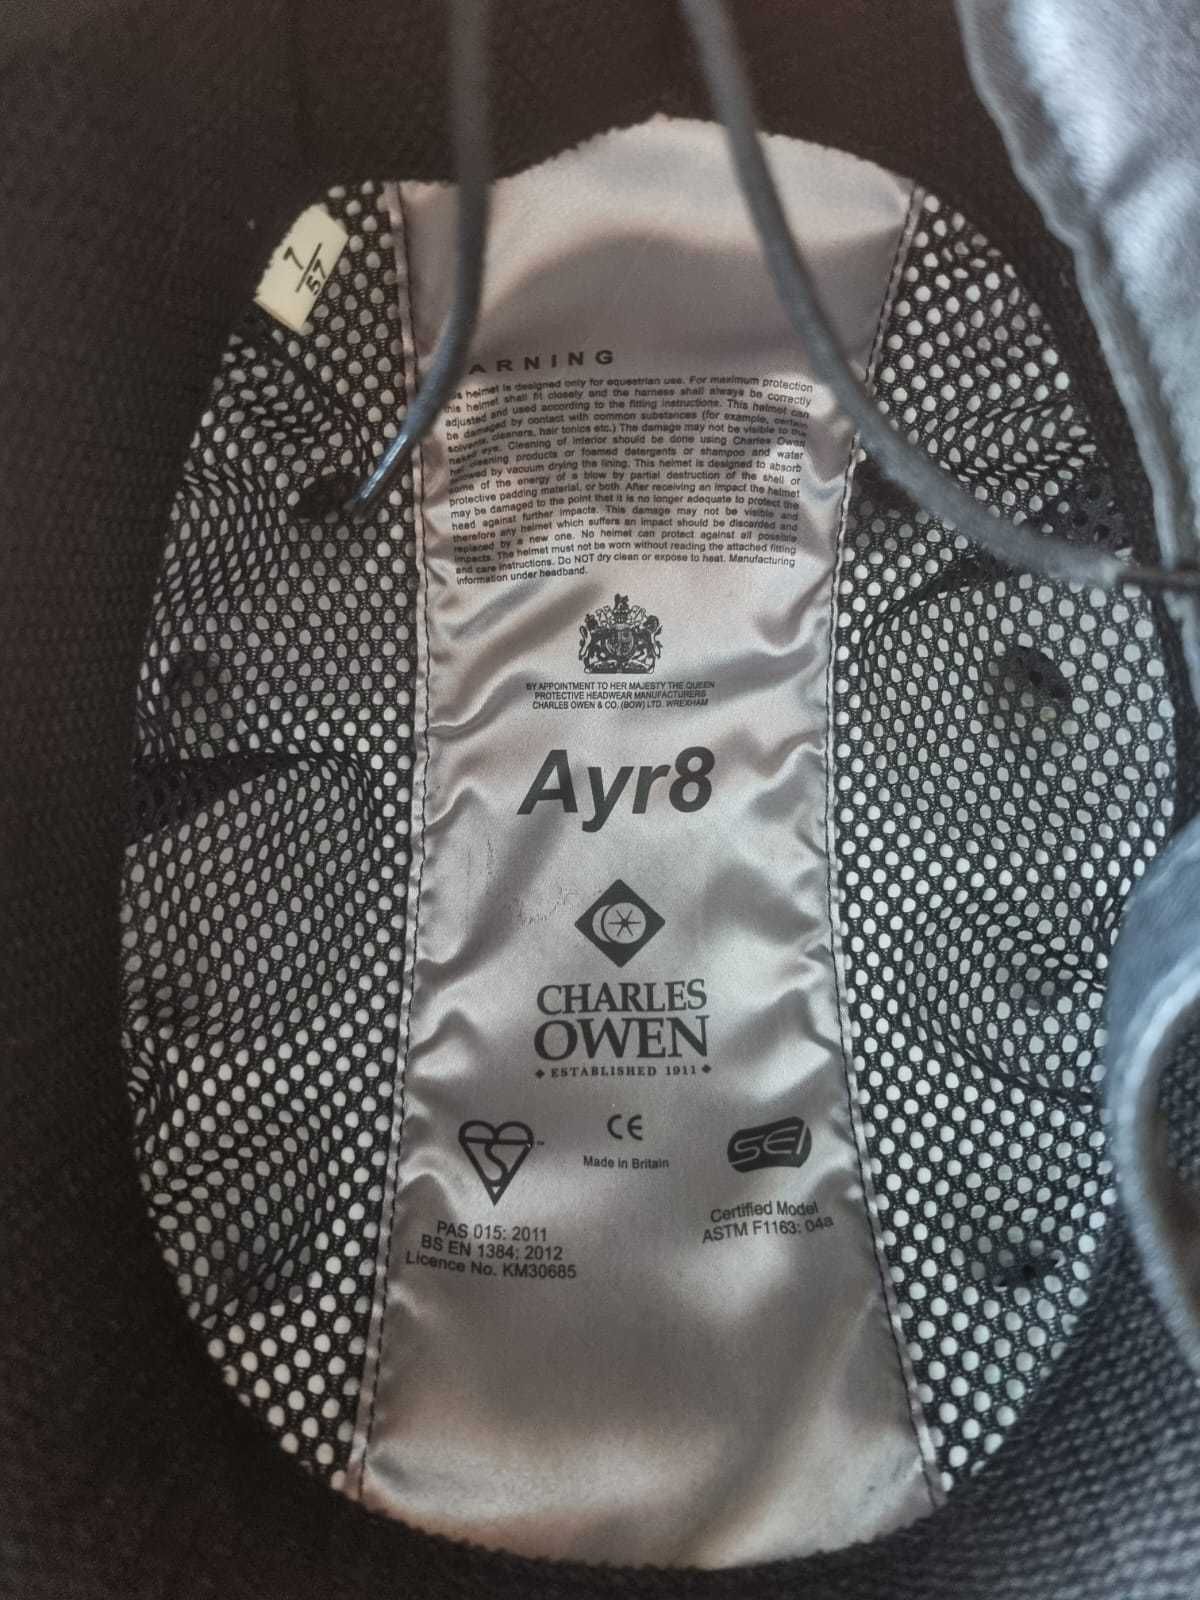 7
57
ARNING
helmet is designed only for equestrian use. For maximum protection
this helmet shall fit closely and the harness shall always be correctly
adjusted and used according to the fitting instructions. This helmet can
be damaged by contact with common substances (for example, certain
solvents, cleaners, hair tonics etc.) The damage may not be visible to the
naked eye. Cleaning of interior should be done using Charles Owen
cleaning products or foamed detergents or shampoo and water
followed by vacuum drying the lining. This helmet is designed to absorb
some of the energy of a blow by partial destruction of the shell or
protective padding material, or both. After receiving an impact the helmet
may be damaged to the point that it is no longer adequate to protect the
head against further impacts. This damage may not be visible and
therefore any helmet which suffers an impact should be discarded and
replaced by a new one. No helmet can protect against all possible
impacts. The helmet must not be worn without reading the attached fitting
and care instructions. Do NOT dry clean or expose to heat. Manufacturing
information under headband.
BY APPOINTMENT TO HER MAJESTY THE QUEEN
PROTECTIVE HEADWEAR MANUFACTURERS
CHARLES OWEN & CO. (BOW) LTD. WREXHAM
Ayr8
CHARLES
OWEN
ESTABLISHED 1911
CE
Made in Britain
SEI
PAS 015: 2011
BS EN 1384: 2012
Licence No. KM30685
Certified Model
ASTM F1163: 04a